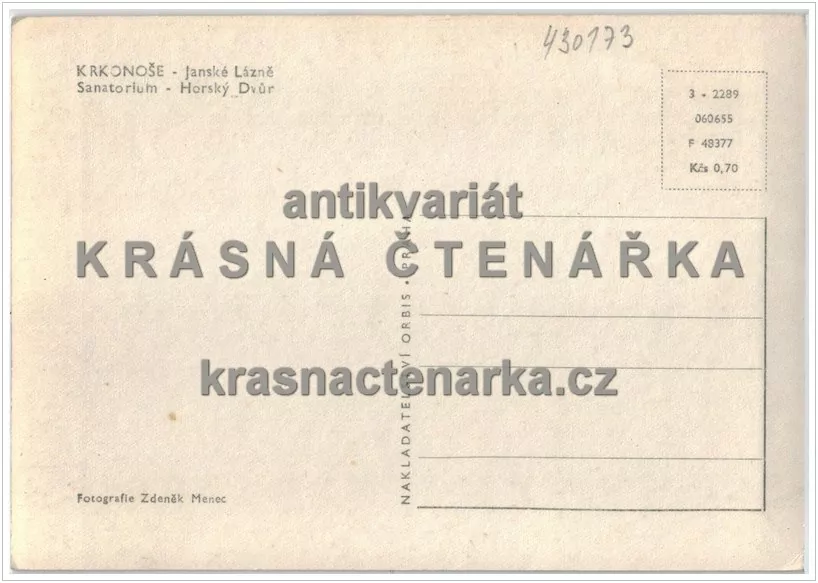 430173
KRKONOŠE - Janské Lázně
Sanatorium - Horský Dvůr
3 - 2289
060655
F 48377
Kčs 0,70
antikvariát
KRÁSNÁ ČTENÁŘKA
krasnactenarka.cz
NAKLADATELSTVÍ ORBIS • PRAHA
Fotografie Zdeněk Menec